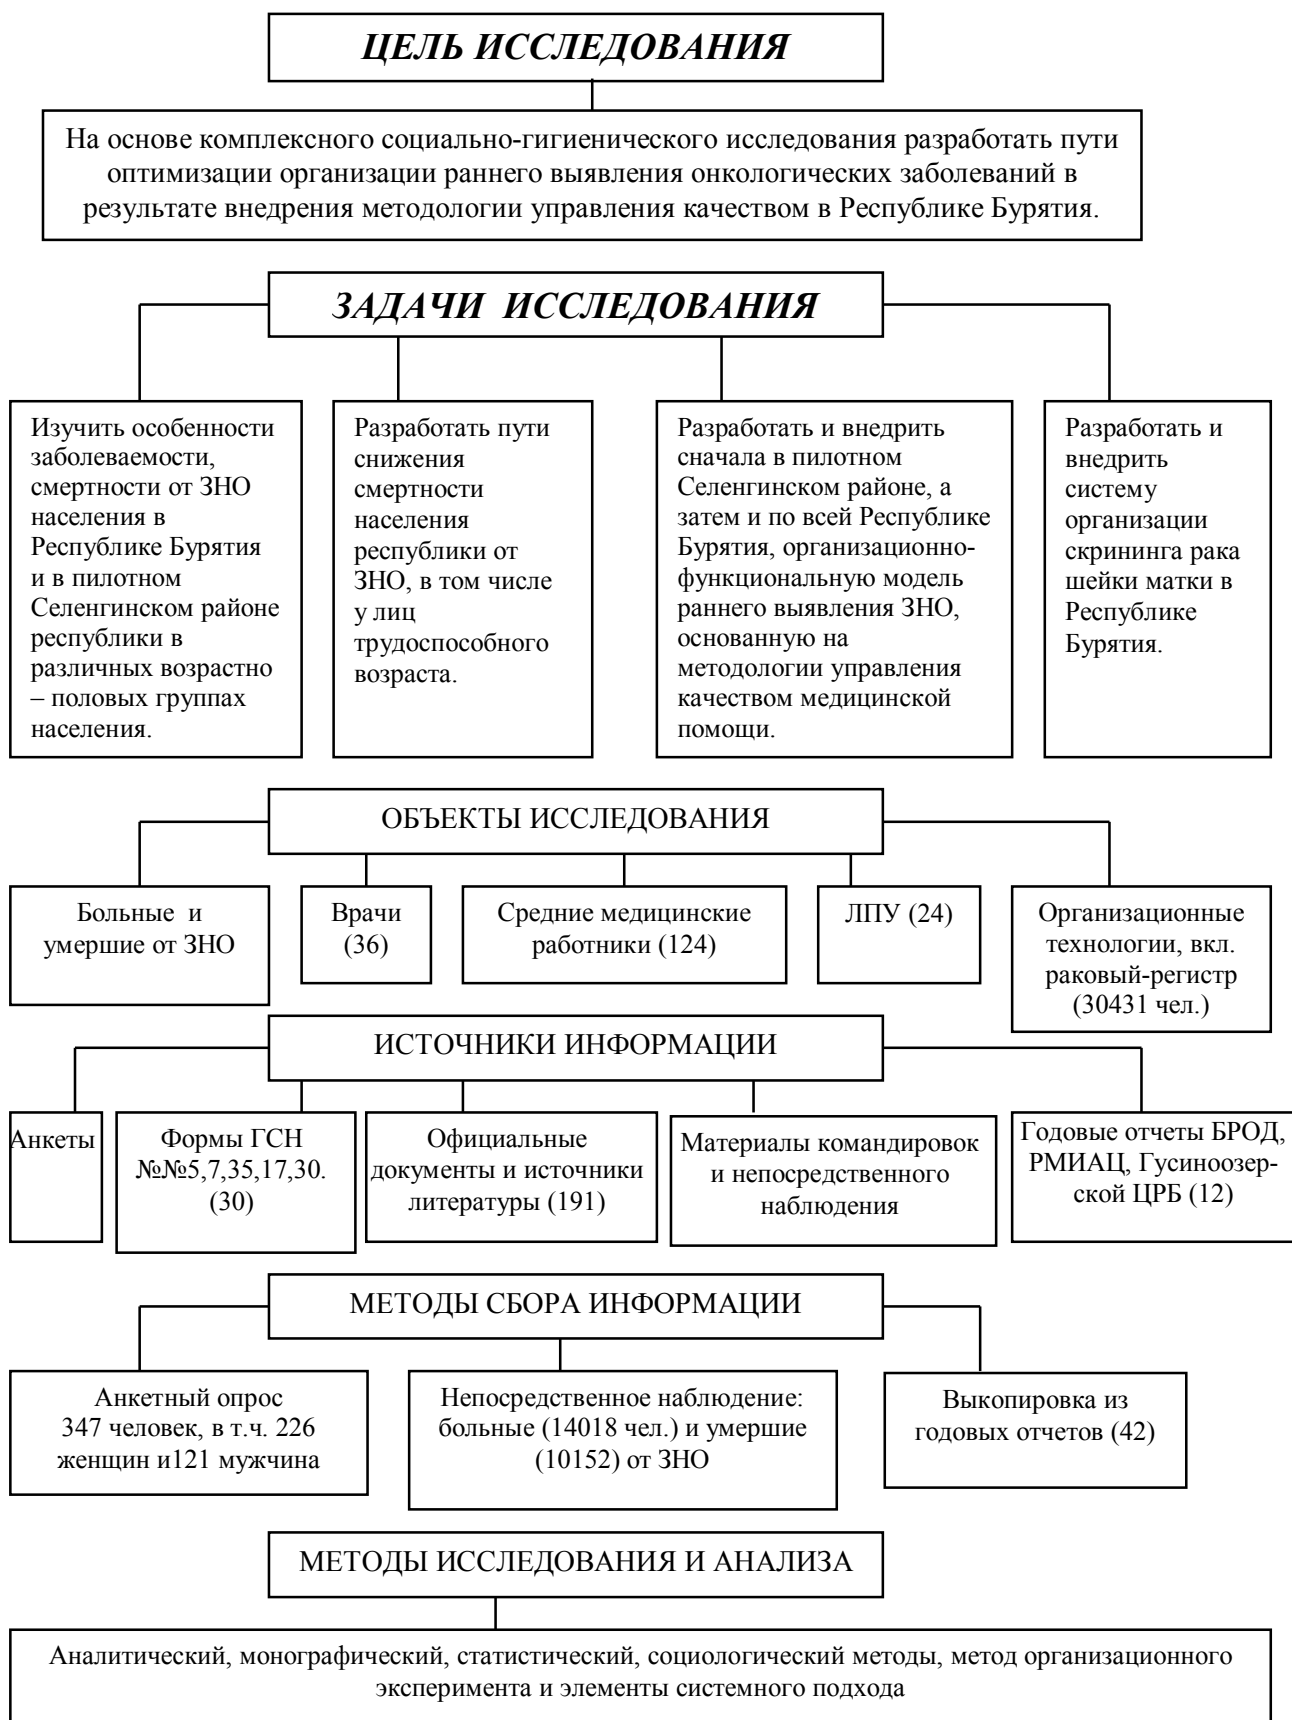 ЦЕЛЬ ИССЛЕДОВАНИЯ
На основе комплексного социально-гигиенического исследования разработать пути
оптимизации организации раннего выявления онкологических заболеваний в
результате внедрения методологии управления качеством в Республике Бурятия.
ЗАДАЧИ ИССЛЕДОВАНИЯ
Изучить особенности
заболеваемости,
смертности от ЗНО
населения в
Республике Бурятия
и в пилотном
Селенгинском районе
республики в
различных возрастно
– половых группах
населения.
Разработать пути
снижения
смертности
населения
республики от
ЗНО, в том числе
у лиц
трудоспособного
возраста.
Разработать и внедрить
сначала в пилотном
Селенгинском районе, а
затем и по всей Республике
Бурятия, организационно-
функциональную модель
раннего выявления ЗНО,
основанную на
методологии управления
качеством медицинской
помощи.
Разработать и
внедрить
систему
организации
скрининга рака
шейки матки в
Республике
Бурятия.
ОБЪЕКТЫ ИССЛЕДОВАНИЯ
Больные и
умершие от ЗНО
Врачи
(36)
Средние медицинские
работники (124)
ЛПУ (24)
Организационные
технологии, вкл.
раковый-регистр
(30431 чел.)
ИСТОЧНИКИ ИНФОРМАЦИИ
Анкеты
Формы ГСН
№№5,7,35,17,30.
(30)
Официальные
документы и источники
литературы (191)
Материалы командировок
и непосредственного
наблюдения
Годовые отчеты БРОД,
РМИАЦ, Гусиноозер-
ской ЦРБ (12)
МЕТОДЫ СБОРА ИНФОРМАЦИИ
Анкетный опрос
347 человек, в т.ч. 226
женщин и121 мужчина
Непосредственное наблюдение:
больные (14018 чел.) и умершие
(10152) от ЗНО
Выкопировка из
годовых отчетов (42)
МЕТОДЫ ИССЛЕДОВАНИЯ И АНАЛИЗА
Аналитический, монографический, статистический, социологический методы, метод организационного
эксперимента и элементы системного подхода